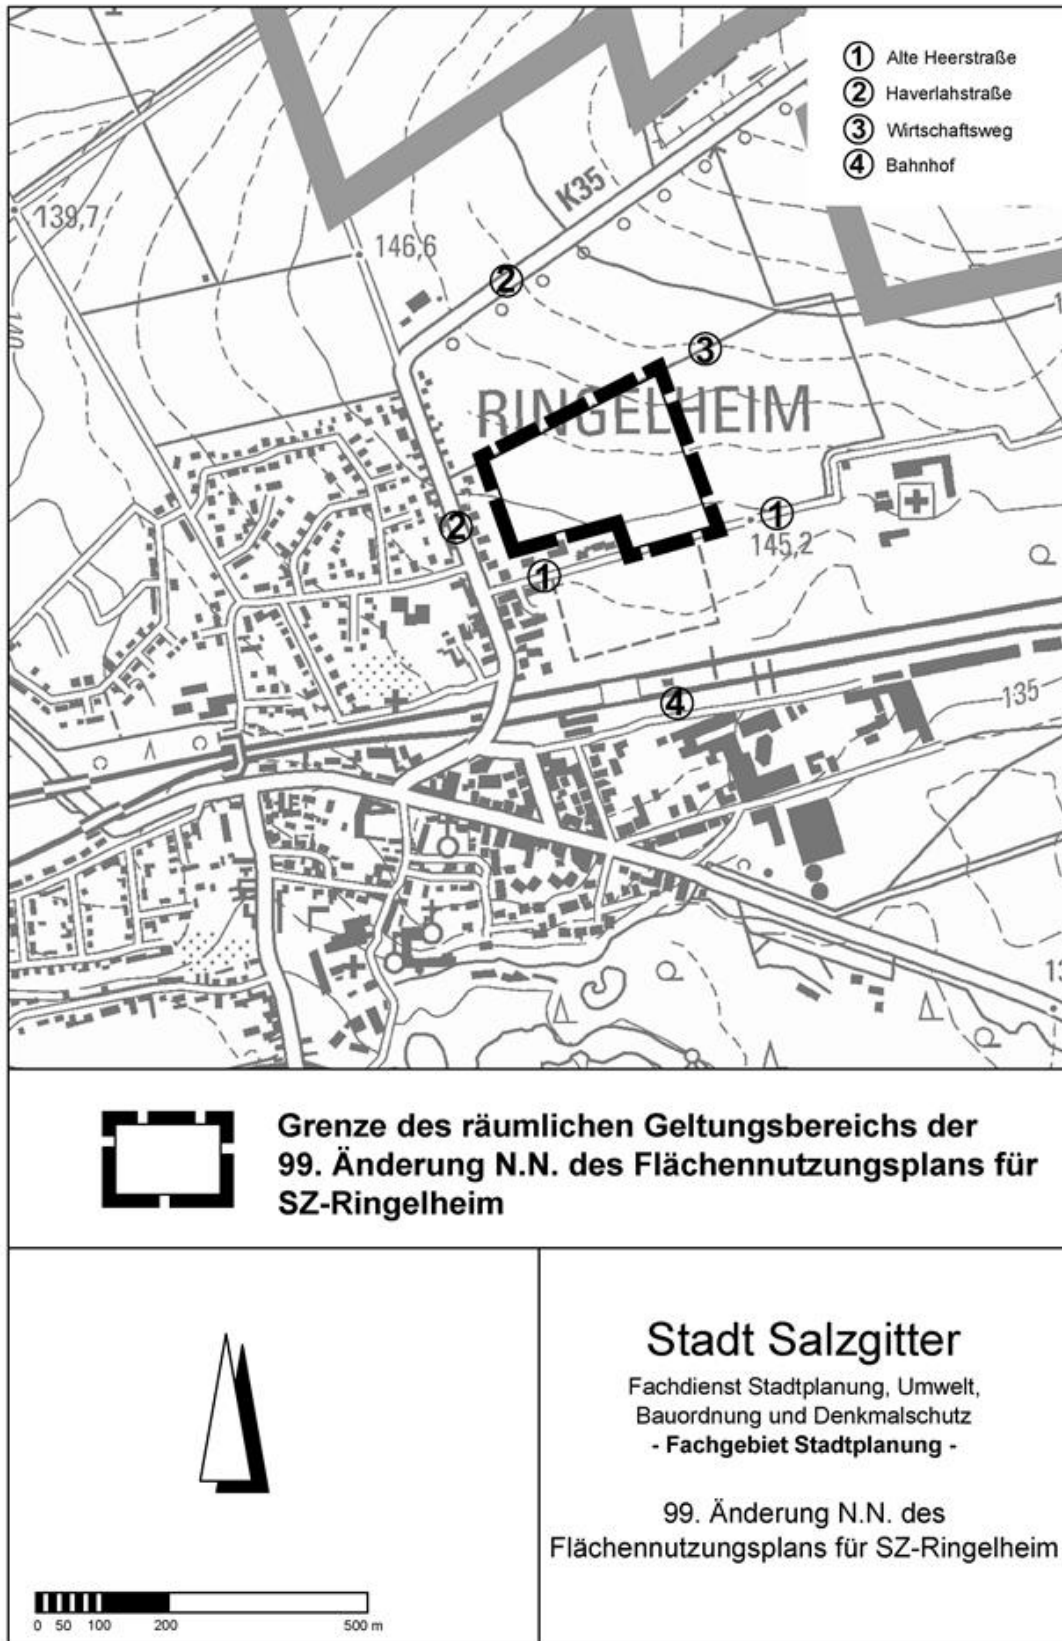 1 Alte Heerstraße
2 Haverlahstraße
3 Wirtschaftsweg
4 Bahnhof
K35
139,7
146,6
2
3
140
RINGELHEIM
2
1
145,2
1
4
135
Grenze des räumlichen Geltungsbereichs der
99. Änderung N.N. des Flächennutzungsplans für
SZ-Ringelheim
Stadt Salzgitter
Fachdienst Stadtplanung, Umwelt,
Bauordnung und Denkmalschutz
- Fachgebiet Stadtplanung -
99. Änderung N.N. des
Flächennutzungsplans für SZ-Ringelheim
0 50 100 200 500 m